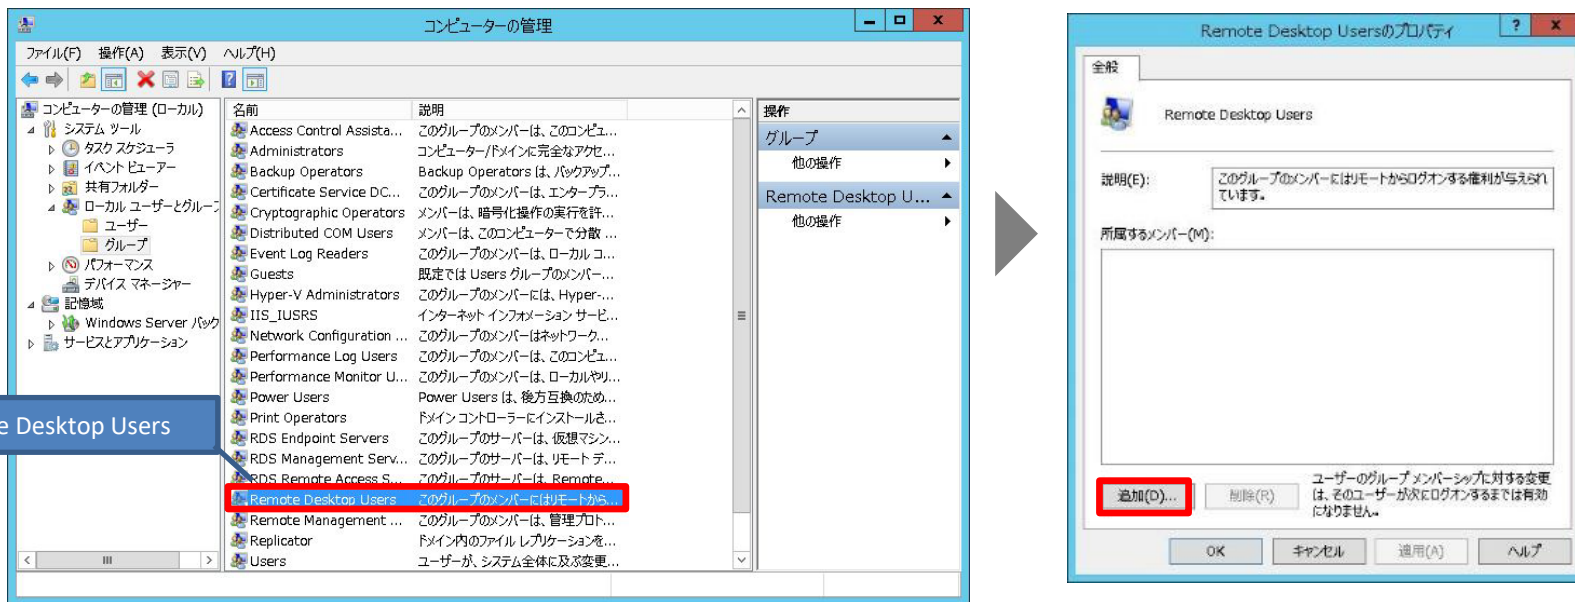 コンピューターの管理
ファイル(F) 操作(A) 表示(V) ヘルプ(H)
コンピューターの管理 (ローカル)
システム ツール
タスク スケジューラ
イベント ビューアー
共有フォルダー
ローカル ユーザーとグルー
ユーザー
グループ
パフォーマンス
デバイス マネージャー
記憶域
Windows Server バック
サービスとアプリケーション
名前 説明
Access Control Assista... このグループのメンバーは、このコンピュ...
Administrators コンピューター/ドメインに完全なアクセ...
Backup Operators Backup Operators は、バックアップ...
Certificate Service DC... このグループのメンバーは、エンタープラ...
Cryptographic Operators メンバーは、暗号化操作の実行を許...
Distributed COM Users メンバーは、このコンピューターで分散 ...
Event Log Readers このグループのメンバーは、ローカル コ...
Guests 既定では Users グループのメンバー...
Hyper-V Administrators このグループのメンバーには、Hyper-...
IIS_IUSRS インターネット インフォメーション サービ...
Network Configuration ... このグループのメンバーはネットワーク...
Performance Log Users このグループのメンバーは、このコンピュ...
Performance Monitor U... このグループのメンバーは、ローカルやリ...
Power Users Power Users は、後方互換のため...
Print Operators ドメイン コントローラーにインストールさ...
RDS Endpoint Servers このグループのサーバーは、仮想マシン...
RDS Management Serv... このグループのサーバーは、リモート デ...
RDS Remote Access S... このグループのサーバーは、Remote...
Remote Desktop Users このグループのメンバーにはリモートから...
Remote Management ... このグループのメンバーは、管理プロト...
Replicator ドメイン内のファイル レプリケーションを...
Users ユーザーが、システム全体に及ぶ変更...
操作
グループ
他の操作
Remote Desktop U...
他の操作
e Desktop Users
Remote Desktop Usersのプロパティ
全般
Remote Desktop Users
説明(E): このグループのメンバーにはリモートからログオンする権利が与えられ
ています。
所属するメンバー(M):
追加(D)... 削除(R)
ユーザーのグループ メンバーシップに対する変更
は、そのユーザーが次にログオンするまでは有効
になりません。
OK キャンセル 適用(A) ヘルプ